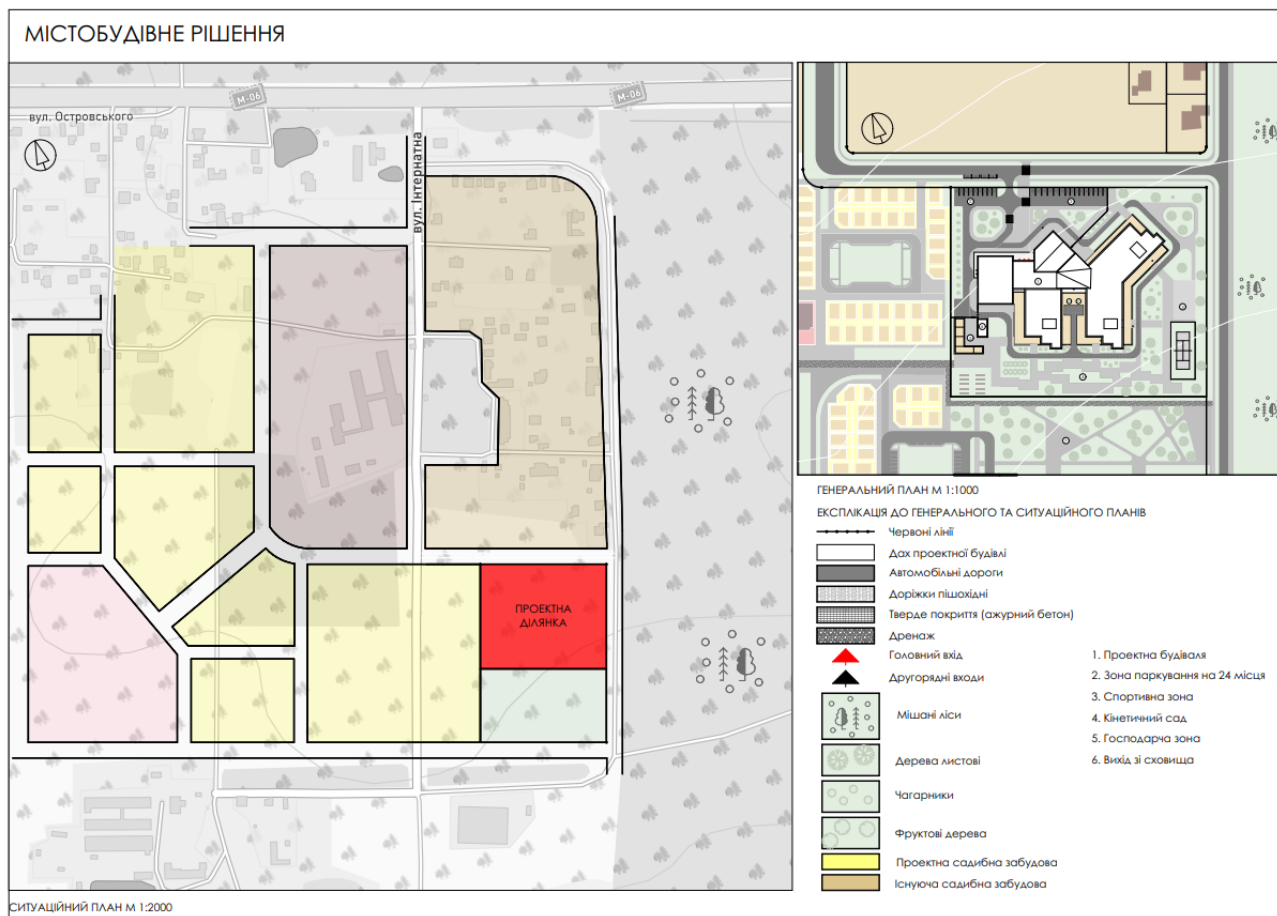 МІСТОБУДІВНЕ РІШЕННЯ
М-06
М-06
вул. Островського
вул. Інтернатна
ПРОЕКТНА
ДІЛЯНКА
СИТУАЦІЙНИЙ ПЛАН М 1:2000
ГЕНЕРАЛЬНИЙ ПЛАН М 1:1000
ЕКСПЛІКАЦІЯ ДО ГЕНЕРАЛЬНОГО ТА СИТУАЦІЙНОГО ПЛАНІВ
Червоні лінії
Дах проектної будівлі
Автомобільні дороги
Доріжки пішохідні
Тверде покриття (ажурний бетон)
Дренаж
Головний вхід
Другорядні входи
Мішані ліси
Дерева листові
Чагарники
Фруктові дерева
Проектна садибна забудова
Існуюча садибна забудова
1. Проектна будіваля
2. Зона паркування на 24 місця
3. Спортивна зона
4. Кінетичний сад
5. Господарча зона
6. Вихід зі сховища